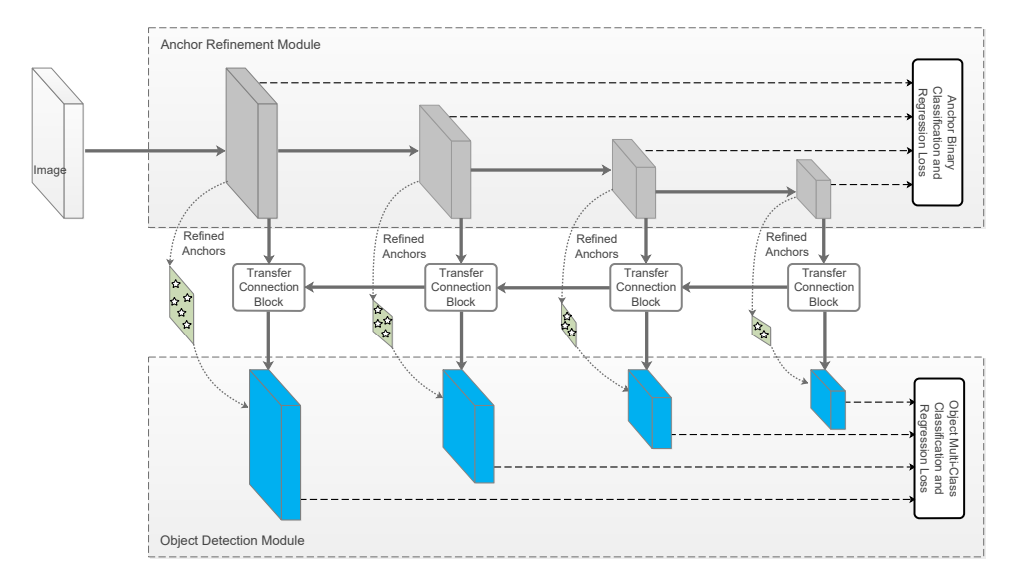 Anchor Refinement Module
Image
Anchor Binary
Classification and
Regression Loss
Refined
Anchors
Refined
Anchors
Refined
Anchors
Refined
Anchors
Transfer
Connection
Block
Transfer
Connection
Block
Transfer
Connection
Block
Transfer
Connection
Block
Object Multi-Class
Classification and
Regression Loss
Object Detection Module